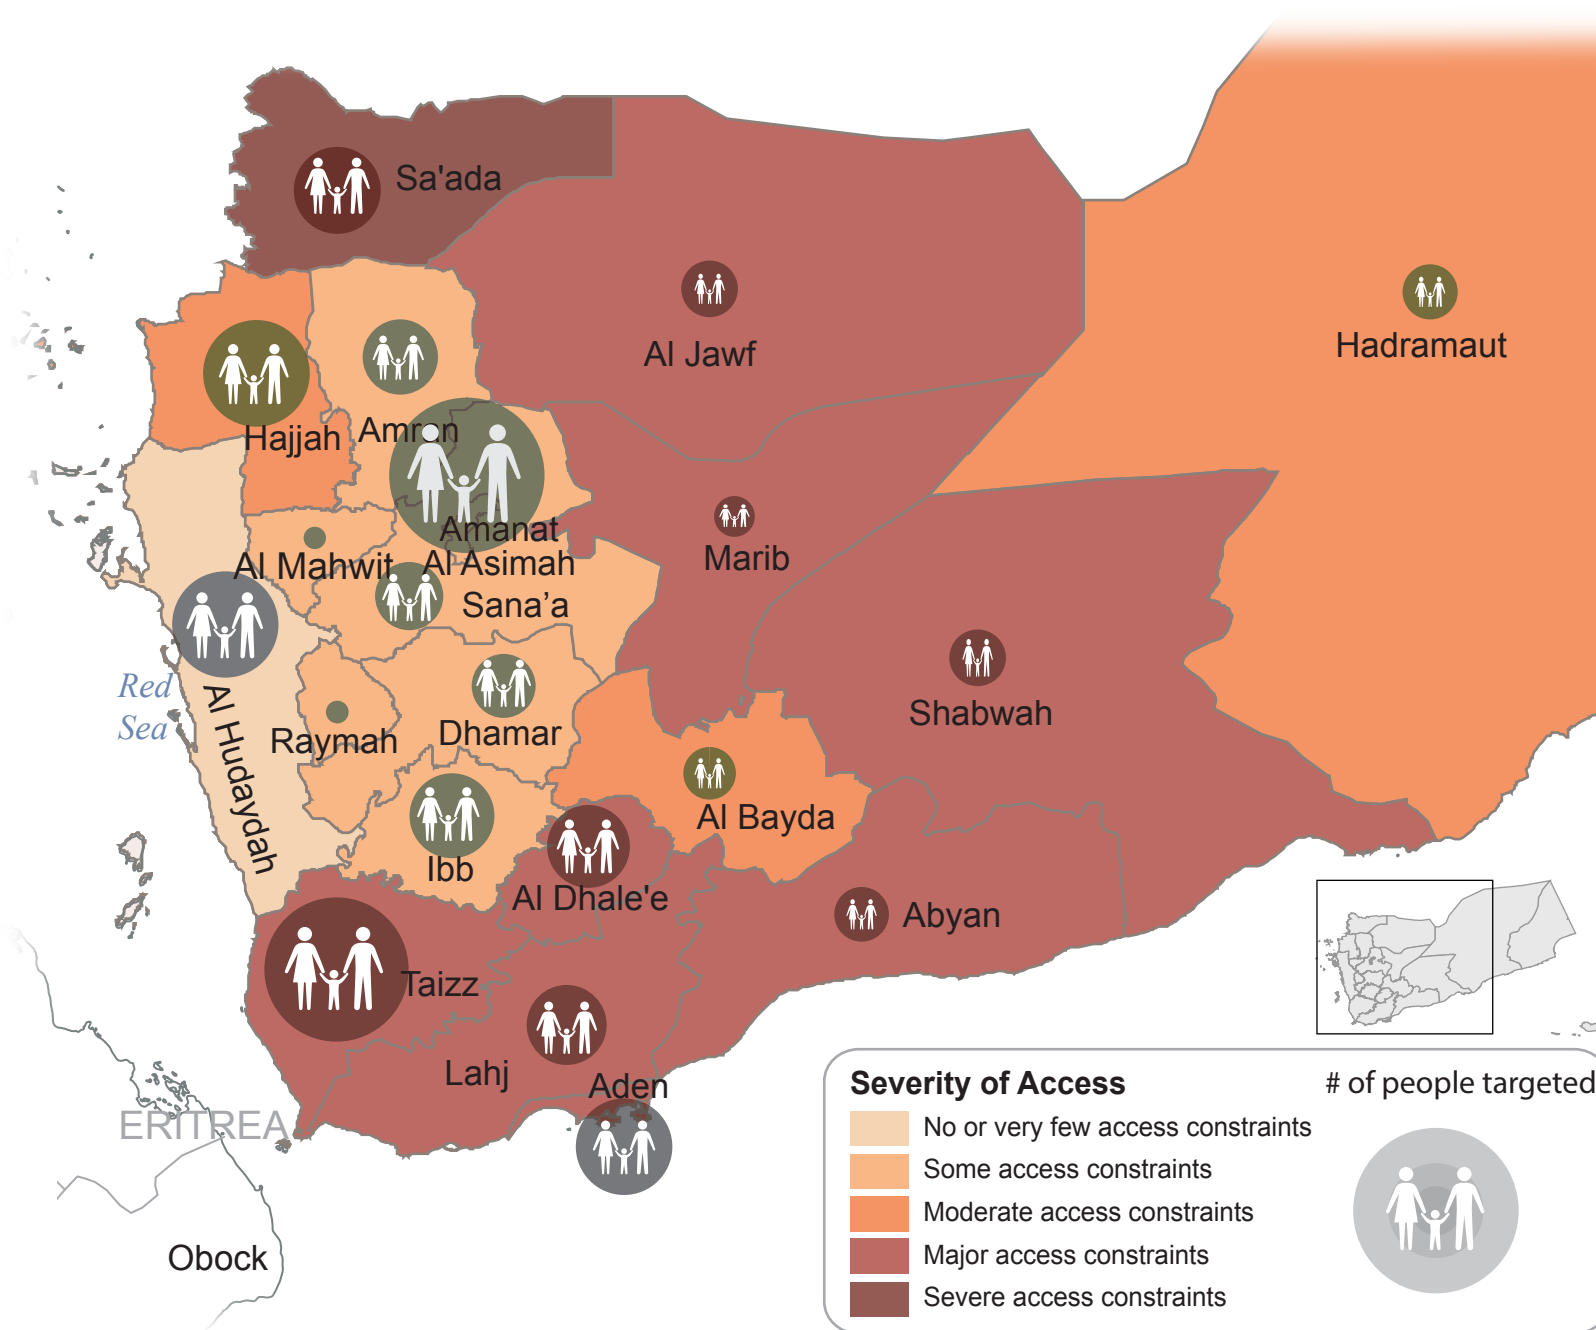 Sa'ada
Al Jawf
Hadramaut
Hajjah
Amran
Amanat
Al Asimah
Al Mahwit
Marib
Sana’a
Red
Sea
Al Hudaydah
Raymah
Dhamar
Shabwah
Al Bayda
Ibb
Al Dhale'e
Abyan
Taizz
Lahj
Aden
ERITREA
Obock
Severity of Access
No or very few access constraints
Some access constraints
Moderate access constraints
Major access constraints
Severe access constraints
# of people targeted